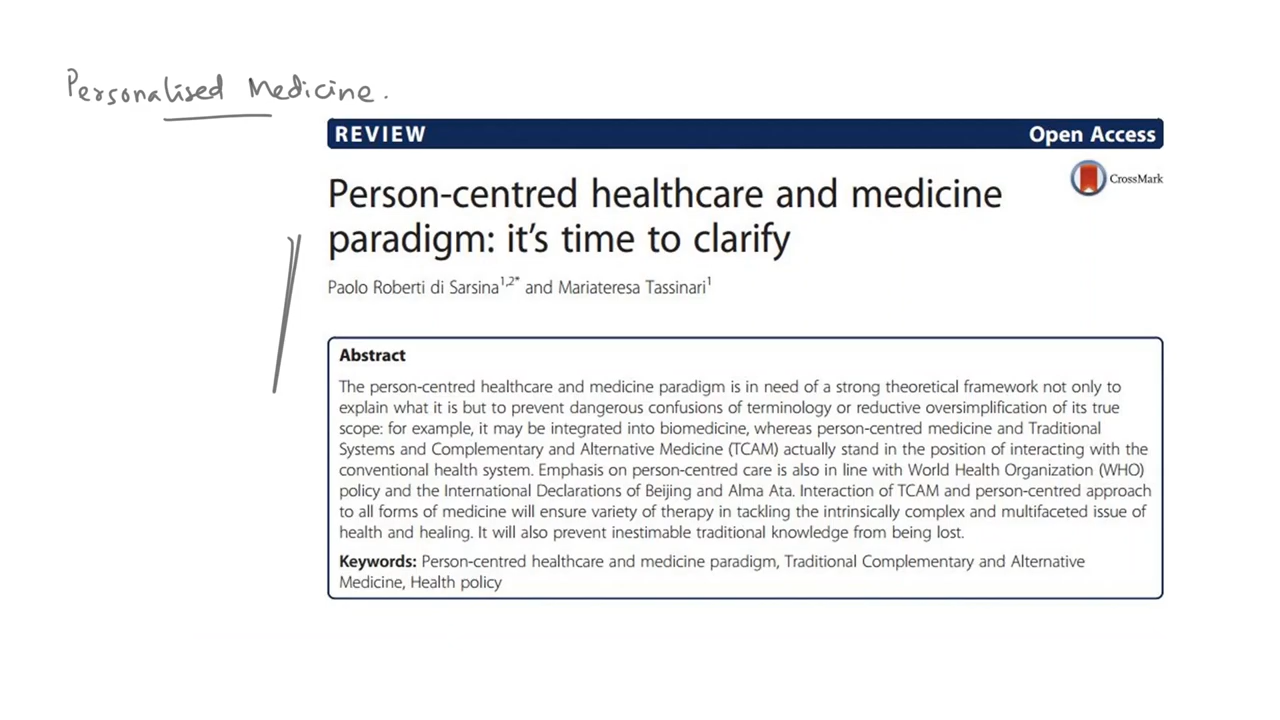 Personalised Medicine.
REVIEW Open Access
CrossMark
Person-centred healthcare and medicine
paradigm: it's time to clarify
Paolo Roberti di Sarsina1,2* and Mariateresa Tassinari1
Abstract
The person-centred healthcare and medicine paradigm is in need of a strong theoretical framework not only to
explain what it is but to prevent dangerous confusions of terminology or reductive oversimplification of its true
scope: for example, it may be integrated into biomedicine, whereas person-centred medicine and Traditional
Systems and Complementary and Alternative Medicine (TCAM) actually stand in the position of interacting with the
conventional health system. Emphasis on person-centred care is also in line with World Health Organization (WHO)
policy and the International Declarations of Beijing and Alma Ata. Interaction of TCAM and person-centred approach
to all forms of medicine will ensure variety of therapy in tackling the intrinsically complex and multifaceted issue of
health and healing. It will also prevent inestimable traditional knowledge from being lost.
Keywords: Person-centred healthcare and medicine paradigm, Traditional Complementary and Alternative
Medicine, Health policy